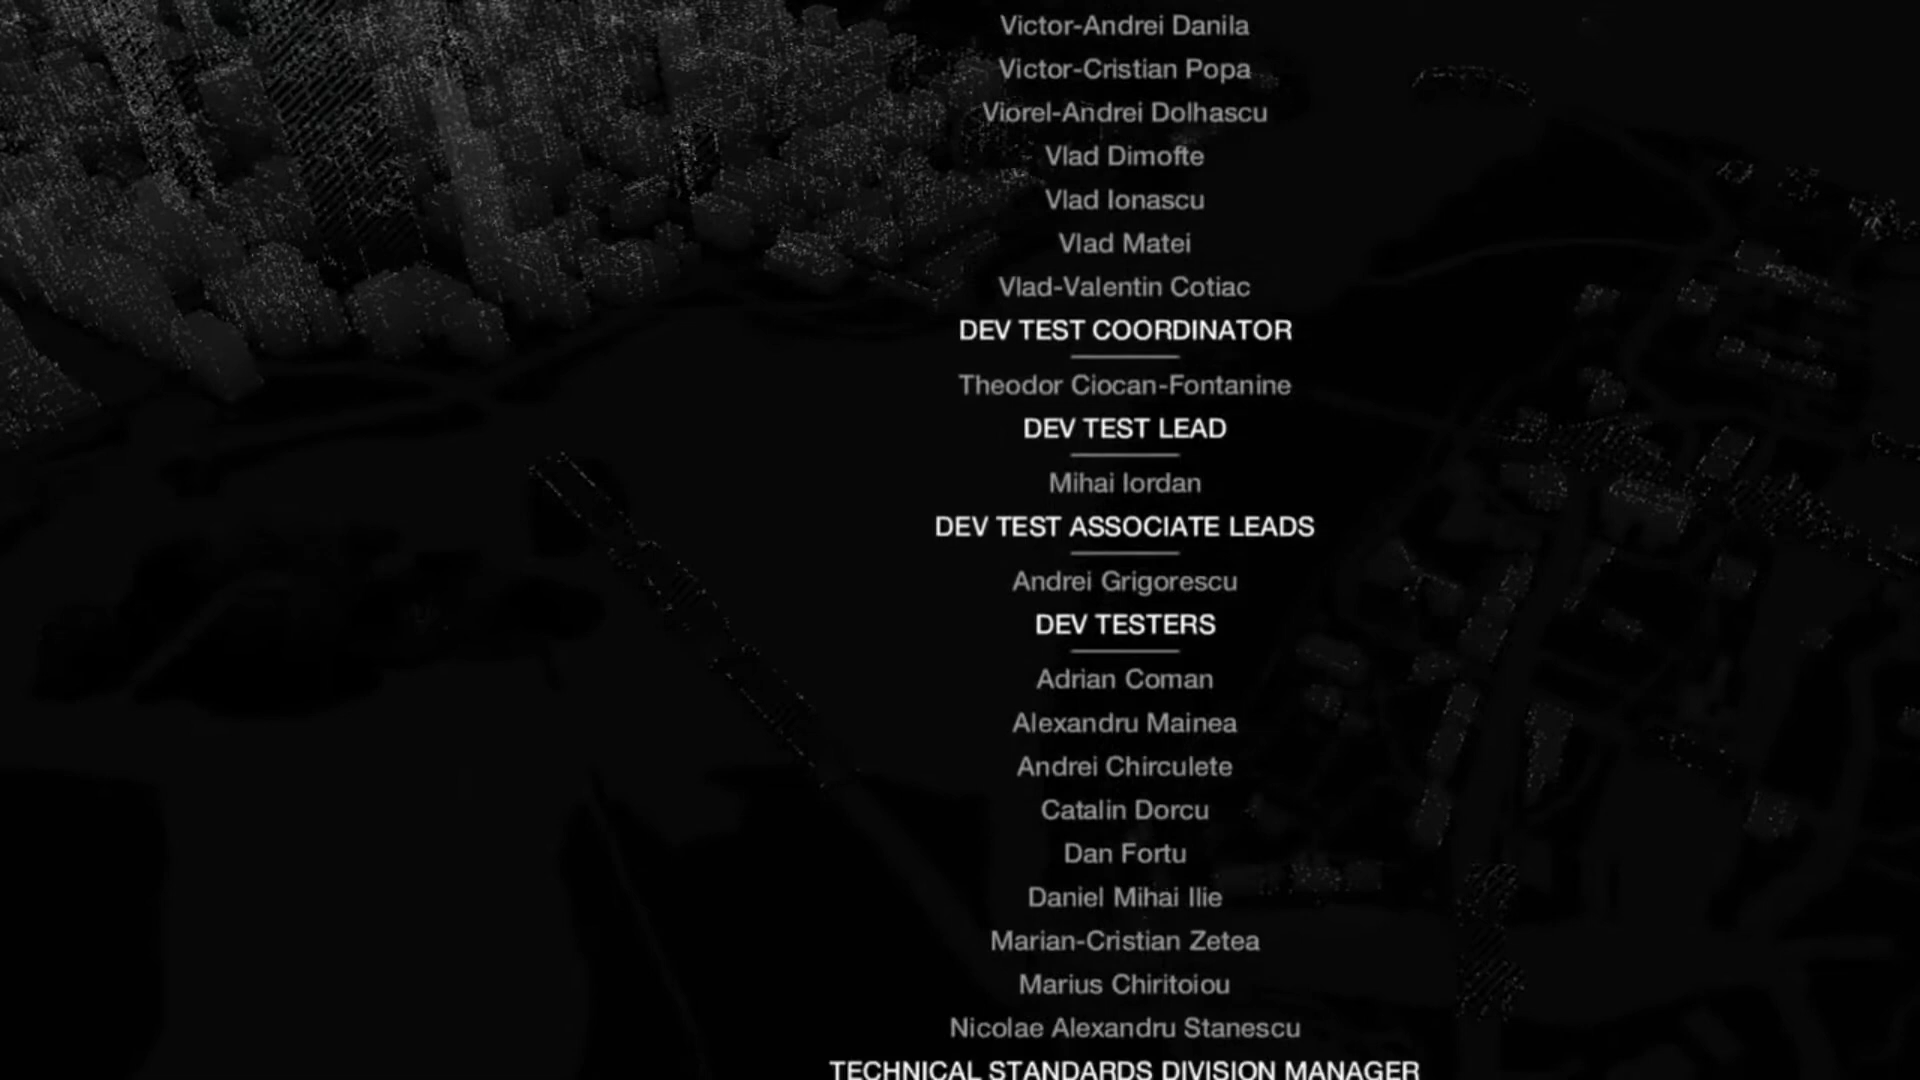 Victor-Andrei Danila
Victor-Cristian Popa
Viorel-Andrei Dolhascu
Vlad Dimofte
Vlad Ionascu
Vlad Matei
Vlad-Valentin Cotiac
DEV TEST COORDINATOR
Theodor Ciocan-Fontanine
DEV TEST LEAD
Mihai Iordan
DEV TEST ASSOCIATE LEADS
Andrei Grigorescu
DEV TESTERS
Adrian Coman
Alexandru Mainea
Andrei Chirculete
Catalin Dorcu
Dan Fortu
Daniel Mihai Ilie
Marian-Cristian Zetea
Marius Chiritoiou
Nicolae Alexandru Stanescu
TECHNICAL STANDARDS DIVISION MANAGER